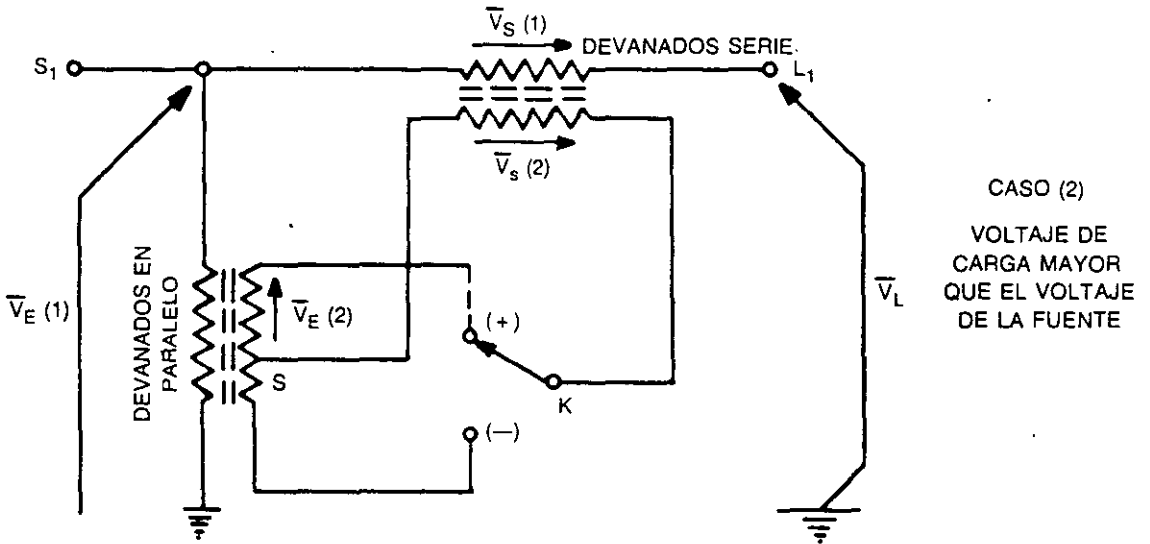 V̅S (1)
DEVANADOS SERIE
S1
L1
V̅s (2)
CASO (2)
VOLTAJE DE
CARGA MAYOR
QUE EL VOLTAJE
DE LA FUENTE
V̅E (1)
DEVANADOS EN
PARALELO
V̅E (2)
(+)
V̅L
S
K
(—)